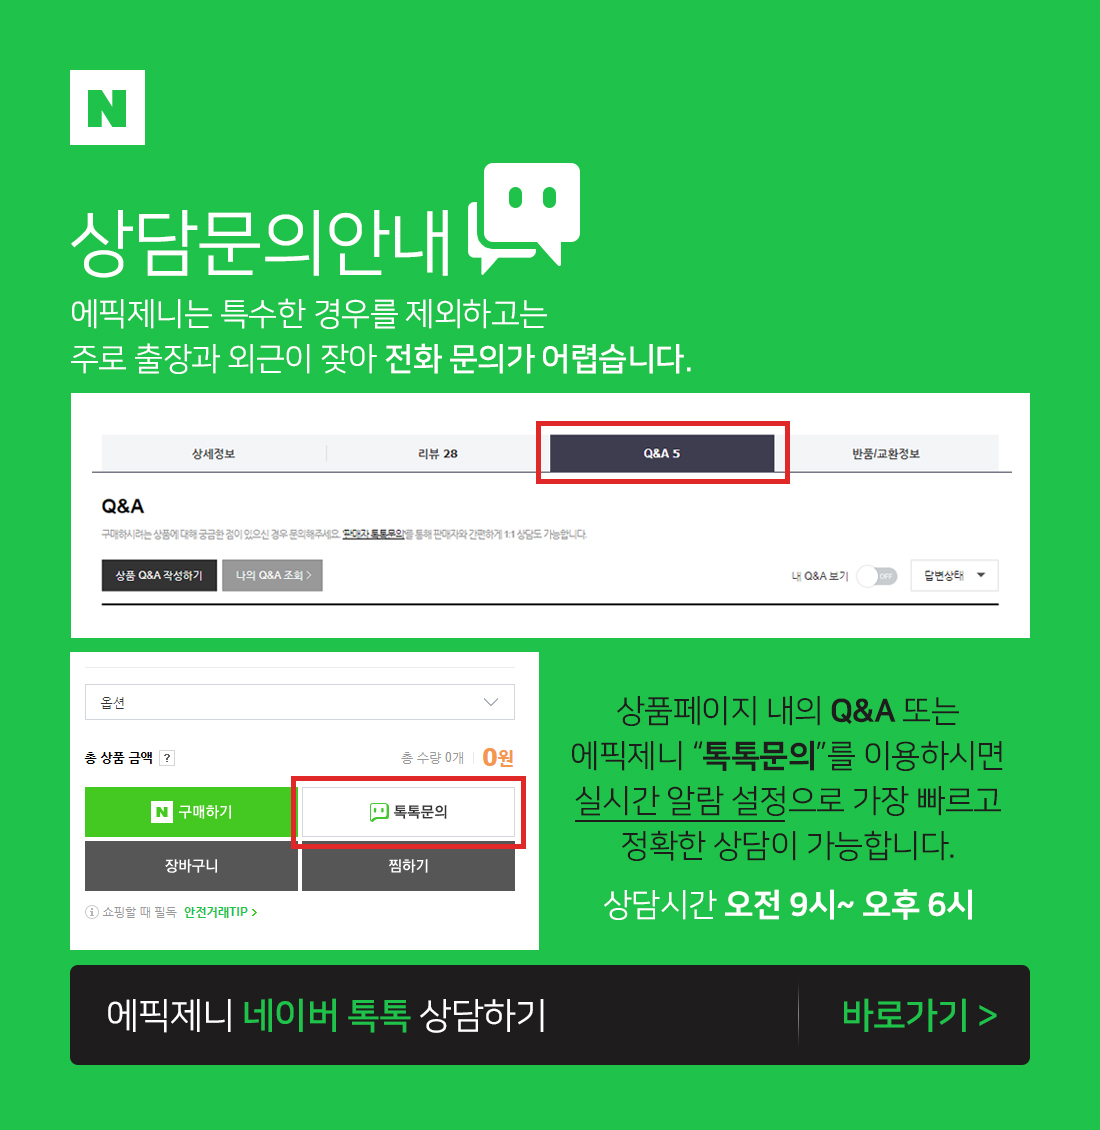 N
상담문의안내
에픽제니는 특수한 경우를 제외하고는
주로 출장과 외근이 잦아 전화 문의가 어렵습니다.
상세정보 리뷰 28 Q&A 5 반품/교환정보
Q&A
구매하시려는 상품에 대해 궁금한 점이 있으신 경우 문의해주세요. '판매자 톡톡문의'를 통해 판매자와 간편하게 1:1 상담도 가능합니다.
상품 Q&A 작성하기 나의 Q&A 조회 > 내 Q&A 보기 OFF 답변상태
옵션
총 상품 금액 ? 총 수량 0개 0원
N 구매하기 톡톡문의
장바구니 찜하기
i 쇼핑할 때 필독 안전거래TIP >
상품페이지 내의 Q&A 또는
에픽제니 “톡톡문의”를 이용하시면
실시간 알람 설정으로 가장 빠르고
정확한 상담이 가능합니다.
상담시간 오전 9시~ 오후 6시
에픽제니 네이버 톡톡 상담하기 바로가기 >